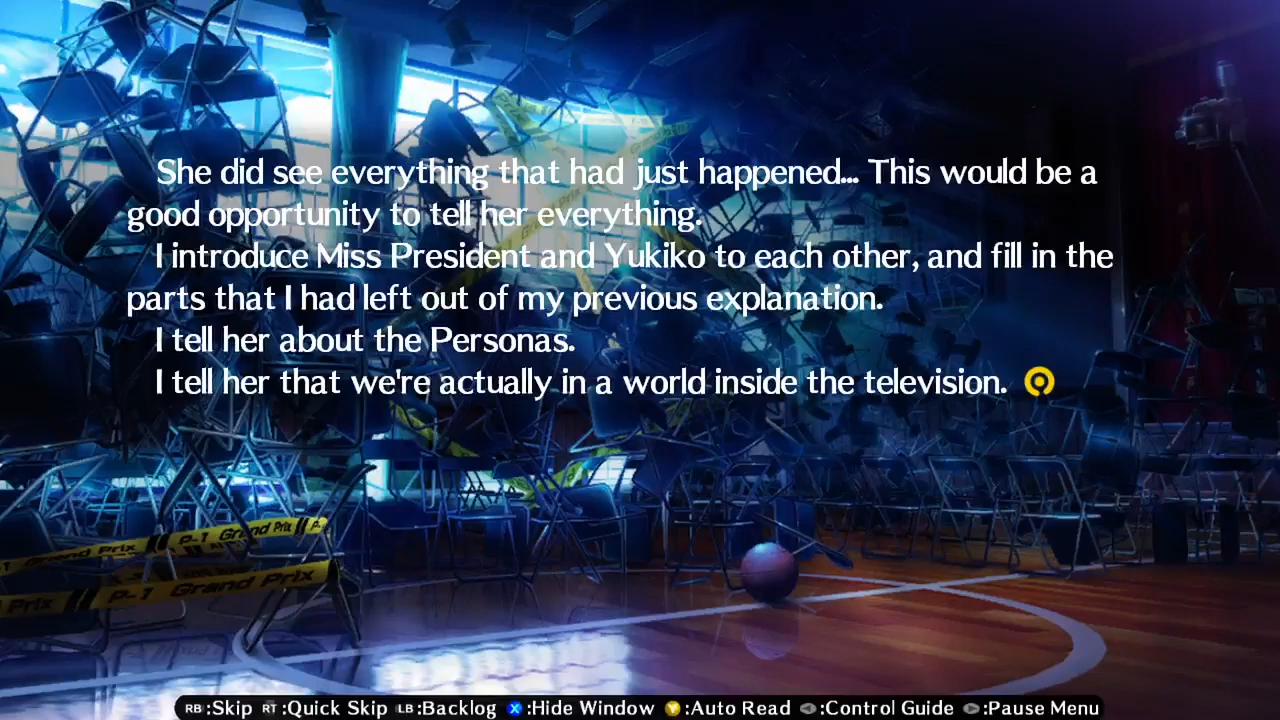 She did see everything that had just happened... This would be a
good opportunity to tell her everything.
I introduce Miss President and Yukiko to each other, and fill in the
parts that I had left out of my previous explanation.
I tell her about the Personas.
I tell her that we're actually in a world inside the television.
P-1 Grand Prix
P-1 Grand Prix
Grand Prix
Prix
RB :Skip RT :Quick Skip LB :Backlog X :Hide Window Y :Auto Read :Control Guide :Pause Menu